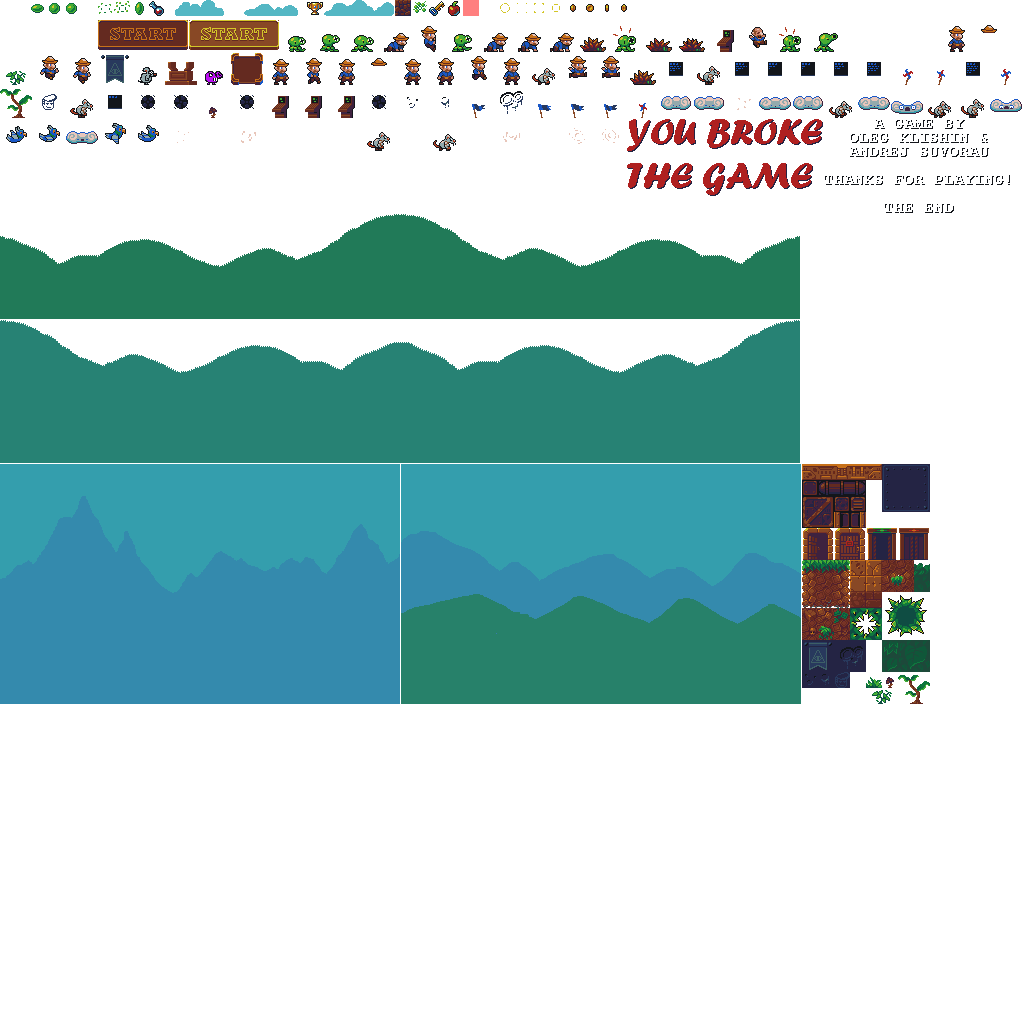 START START
YOU BROKE
THE GAME
A GAME BY
OLEG KLISHIN &
ANDREJ SUVORAU
THANKS FOR PLAYING!
THE END